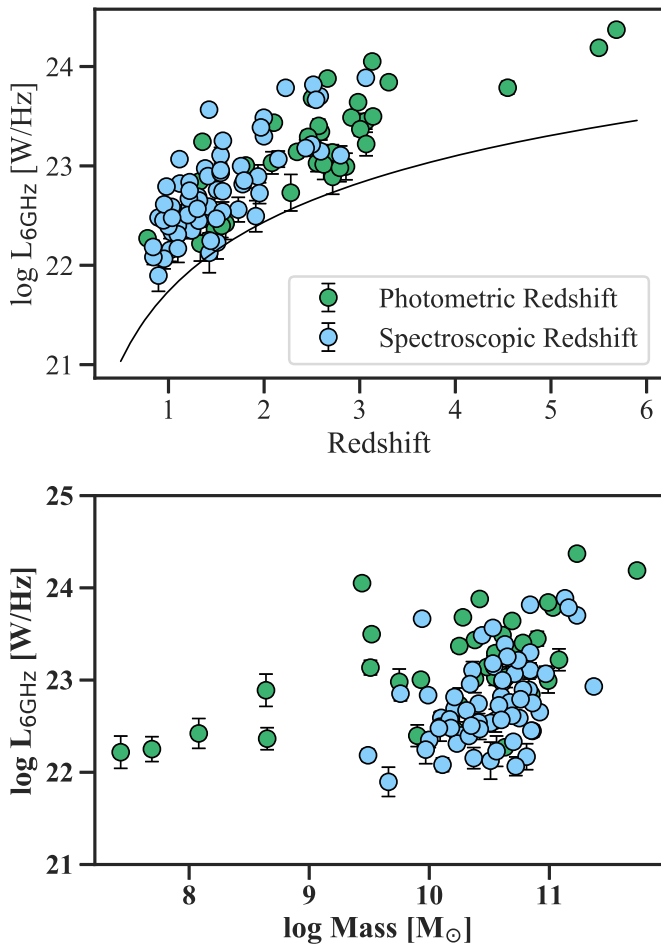 24
23
22
21
log L6GHz [W/Hz]
Photometric Redshift
Spectroscopic Redshift
1 2 3 4 5 6
Redshift
25
24
23
22
21
log L6GHz [W/Hz]
8 9 10 11
log Mass [M⊙]